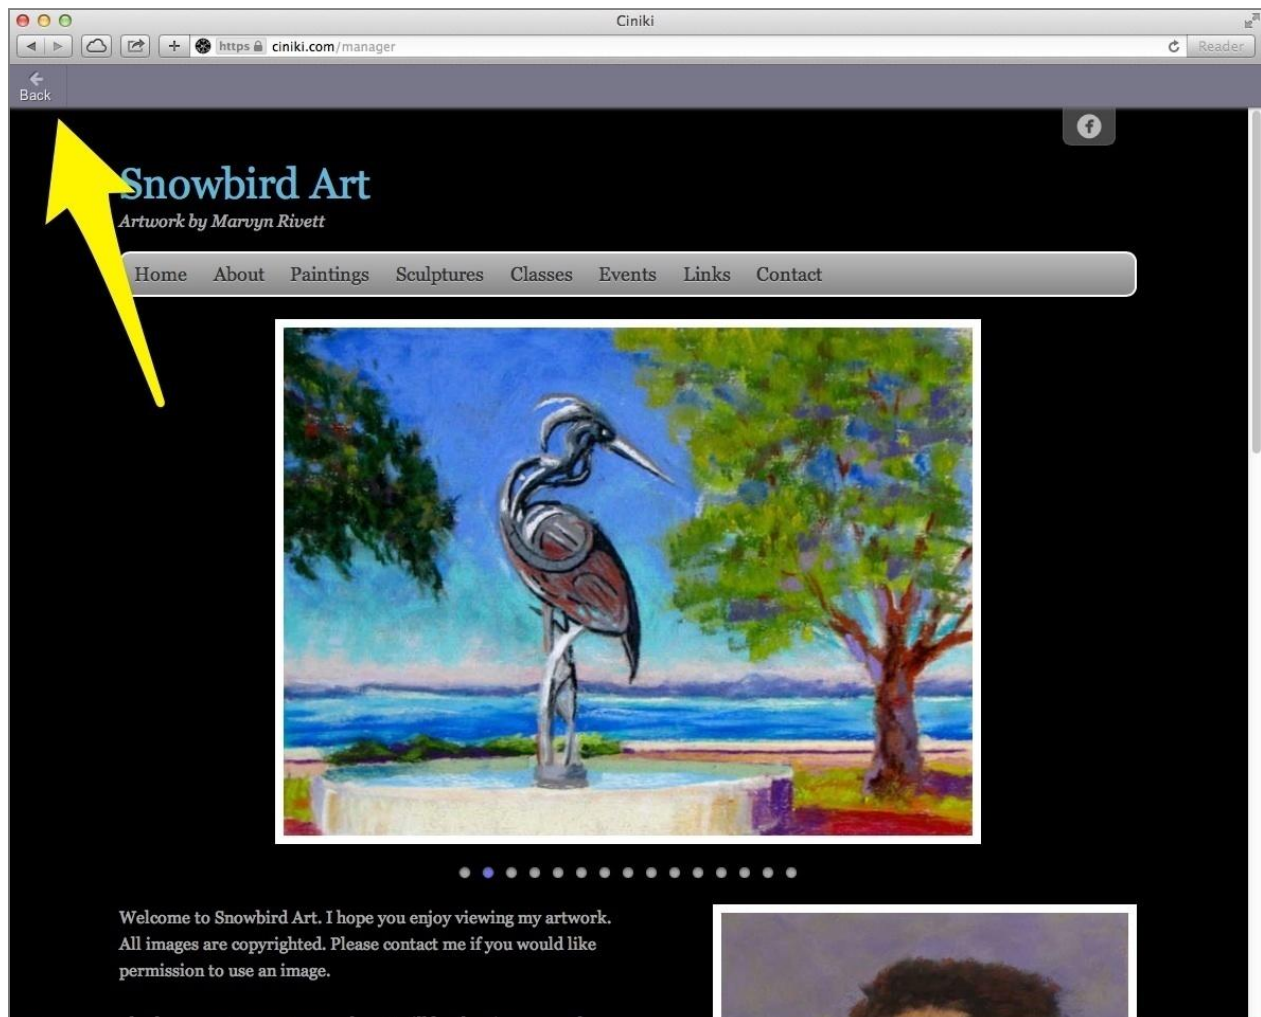 Ciniki
https ciniki.com/manager
Reader
Back
f
Snowbird Art
Artwork by Marvyn Rivett
Home About Paintings Sculptures Classes Events Links Contact
Welcome to Snowbird Art. I hope you enjoy viewing my artwork.
All images are copyrighted. Please contact me if you would like
permission to use an image.